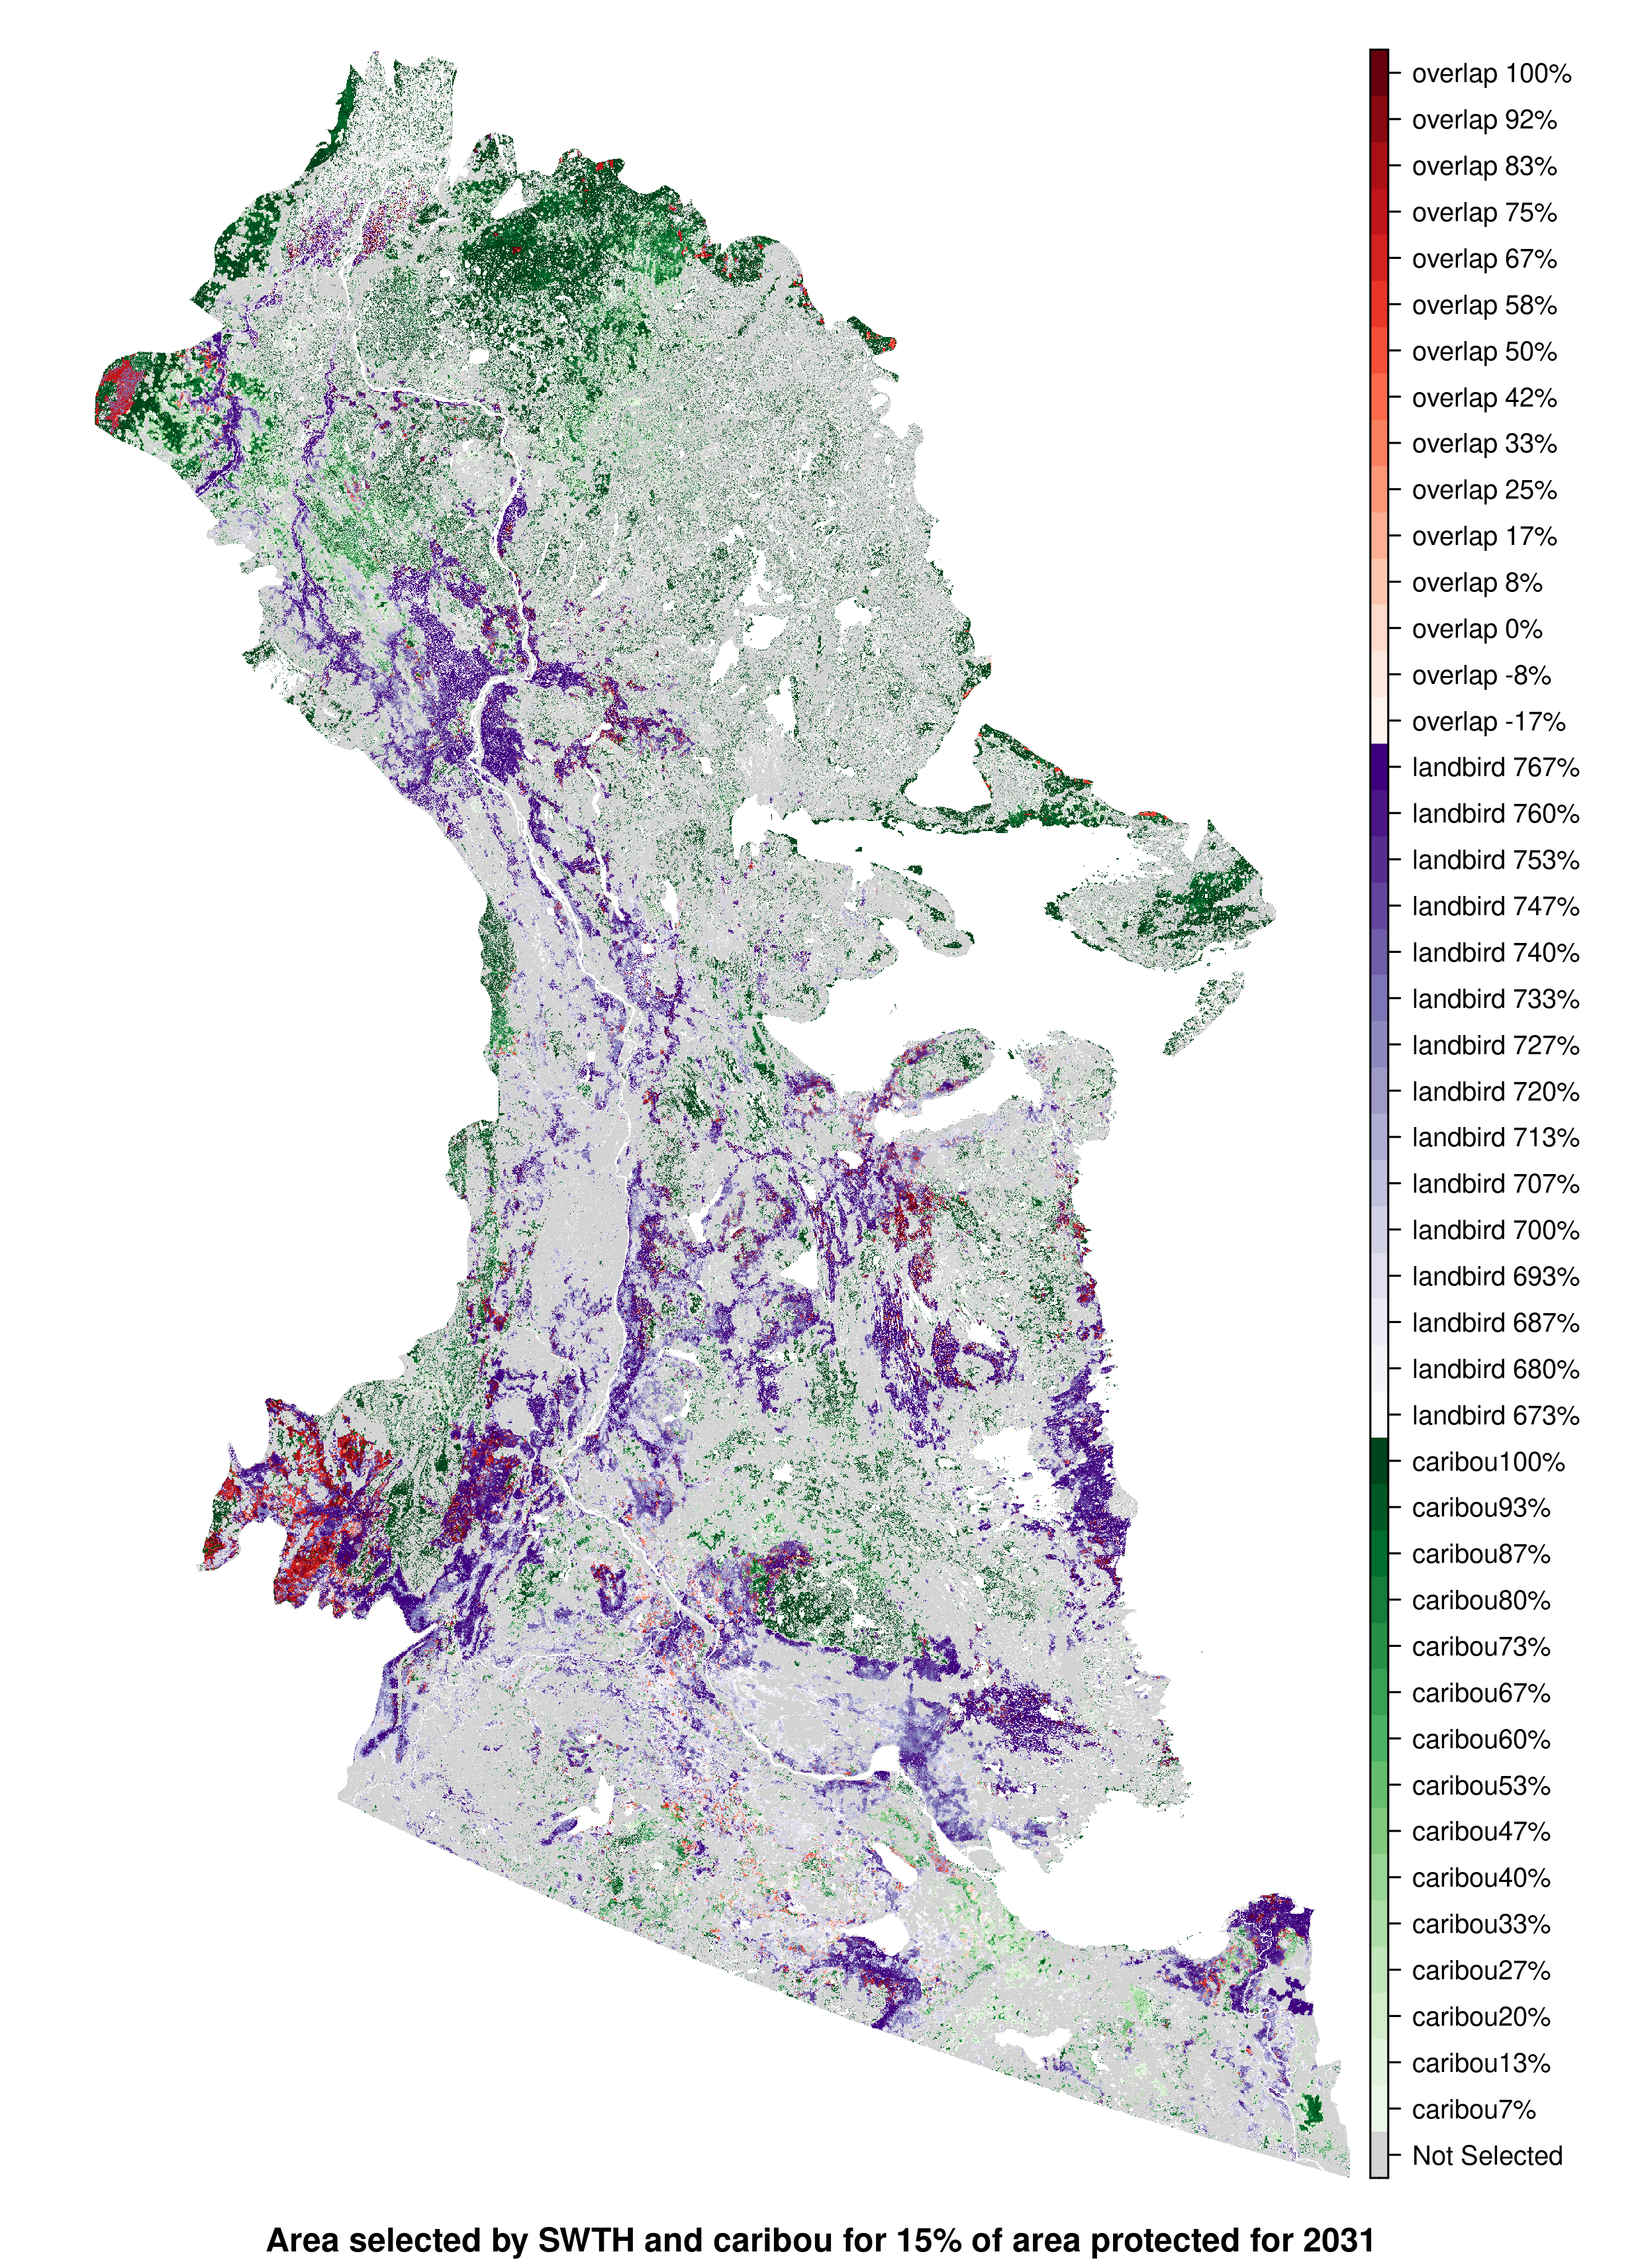 overlap 100%
overlap 92%
overlap 83%
overlap 75%
overlap 67%
overlap 58%
overlap 50%
overlap 42%
overlap 33%
overlap 25%
overlap 17%
overlap 8%
overlap 0%
overlap -8%
overlap -17%
landbird 767%
landbird 760%
landbird 753%
landbird 747%
landbird 740%
landbird 733%
landbird 727%
landbird 720%
landbird 713%
landbird 707%
landbird 700%
landbird 693%
landbird 687%
landbird 680%
landbird 673%
caribou100%
caribou93%
caribou87%
caribou80%
caribou73%
caribou67%
caribou60%
caribou53%
caribou47%
caribou40%
caribou33%
caribou27%
caribou20%
caribou13%
caribou7%
Not Selected
Area selected by SWTH and caribou for 15% of area protected for 2031